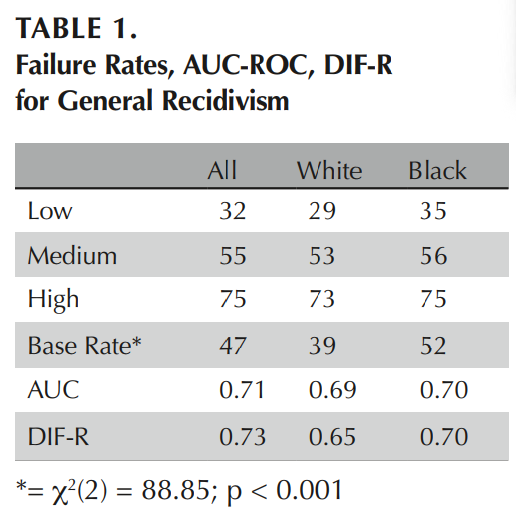 TABLE 1.
Failure Rates, AUC-ROC, DIF-R
for General Recidivism
All White Black
Low 32 29 35
Medium 55 53 56
High 75 73 75
Base Rate* 47 39 52
AUC 0.71 0.69 0.70
DIF-R 0.73 0.65 0.70
*= χ²(2) = 88.85; p < 0.001